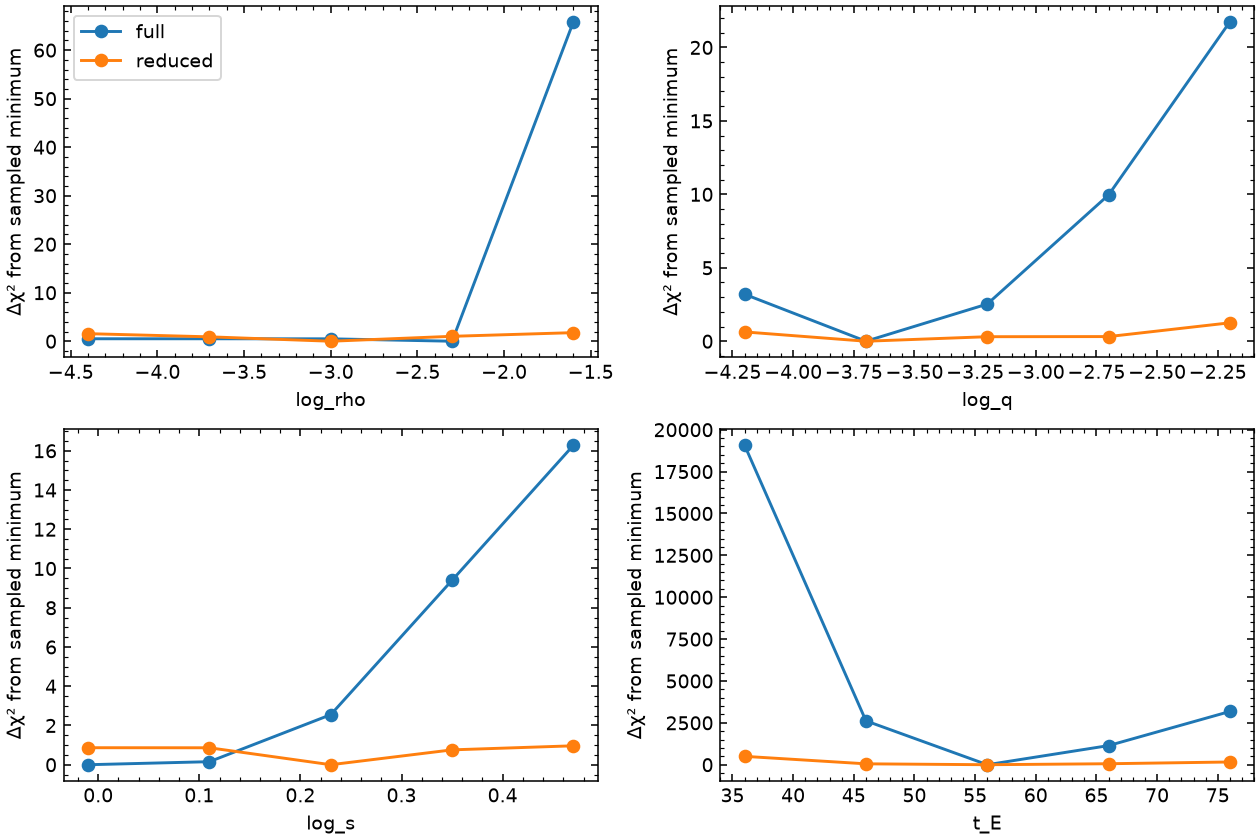 Δχ² from sampled minimum
60
50
40
30
20
10
0
full
reduced
−4.5 −4.0 −3.5 −3.0 −2.5 −2.0 −1.5
log_rho
Δχ² from sampled minimum
20
15
10
5
0
−4.25 −4.00 −3.75 −3.50 −3.25 −3.00 −2.75 −2.50 −2.25
log_q
Δχ² from sampled minimum
16
14
12
10
8
6
4
2
0
0.0 0.1 0.2 0.3 0.4
log_s
Δχ² from sampled minimum
20000
17500
15000
12500
10000
7500
5000
2500
0
35 40 45 50 55 60 65 70 75
t_E